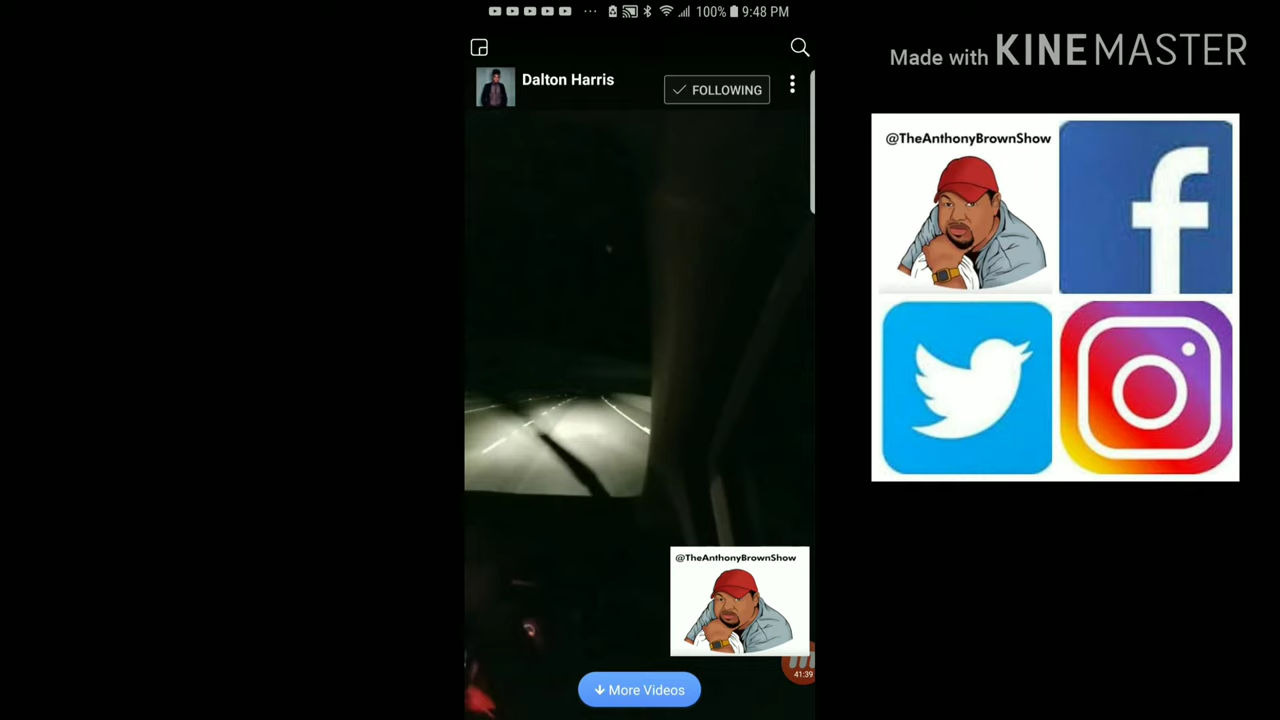 100% 9:48 PM
Made with KINEMASTER
Dalton Harris
FOLLOWING
@TheAnthonyBrownShow
@TheAnthonyBrownShow
41:39
More Videos